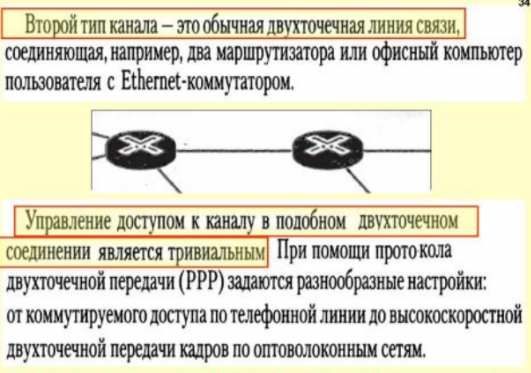 34
Второй тип канала – это обычная двухточечная линия связи,
соединяющая, например, два маршрутизатора или офисный компьютер
пользователя с Ethernet-коммутатором.
Управление доступом к каналу в подобном двухточечном
соединении является тривиальным При помощи прото кола
двухточечной передачи (PPP) задаются разнообразные настройки:
от коммутируемого доступа по телефонной линии до высокоскоростной
двухточечной передачи кадров по оптоволоконным сетям.